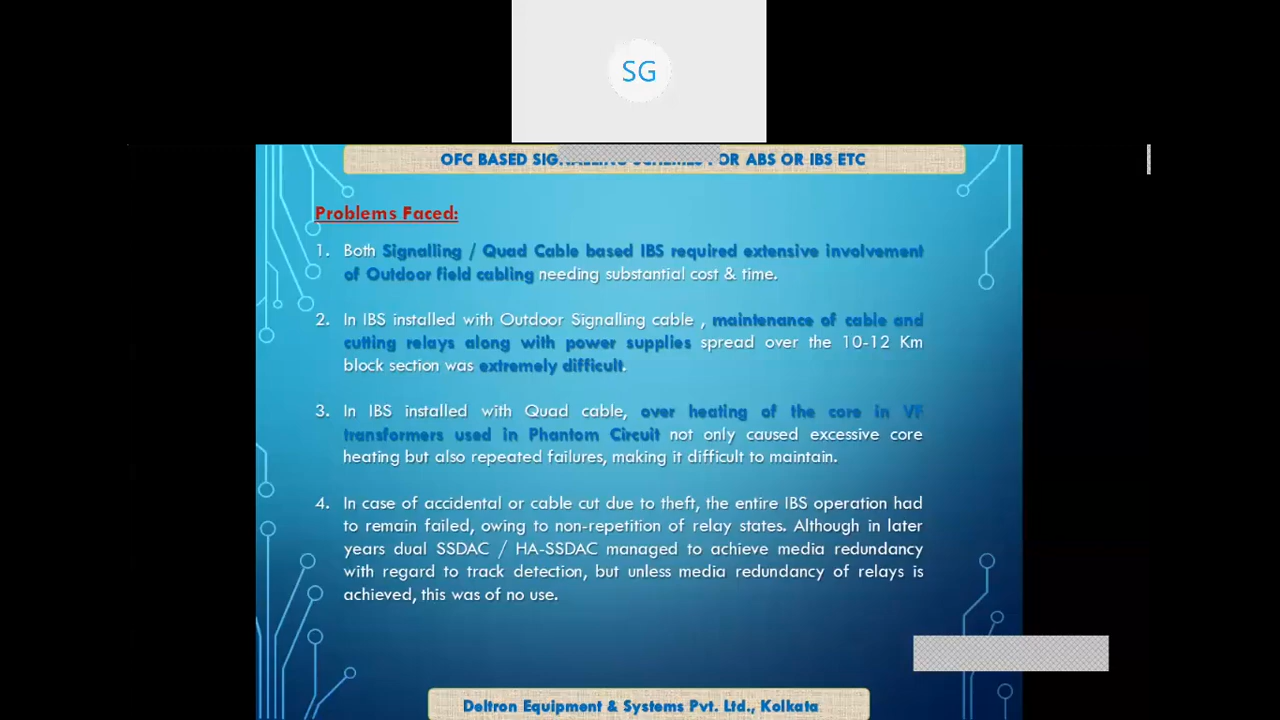 SG
OFC BASED OR ABS OR IBS ETC
Problems Faced:
1. Both Signalling / Quad Cable based IBS required extensive involvement
of Outdoor field cabling needing substantial cost & time.
2. In IBS installed with Outdoor Signalling cable , maintenance of cable and
cutting relays along with power supplies spread over the 10-12 Km
block section was extremely difficult.
3. In IBS installed with Quad cable, over heating of the core in VF
transformers used in Phantom Circuit not only caused excessive core
heating but also repeated failures, making it difficult to maintain.
4. In case of accidental or cable cut due to theft, the entire IBS operation had
to remain failed, owing to non-repetition of relay states. Although in later
years dual SSDAC / HA-SSDAC managed to achieve media redundancy
with regard to track detection, but unless media redundancy of relays is
achieved, this was of no use.
Deltron Equipment & Systems Pvt. Ltd., Kolkata